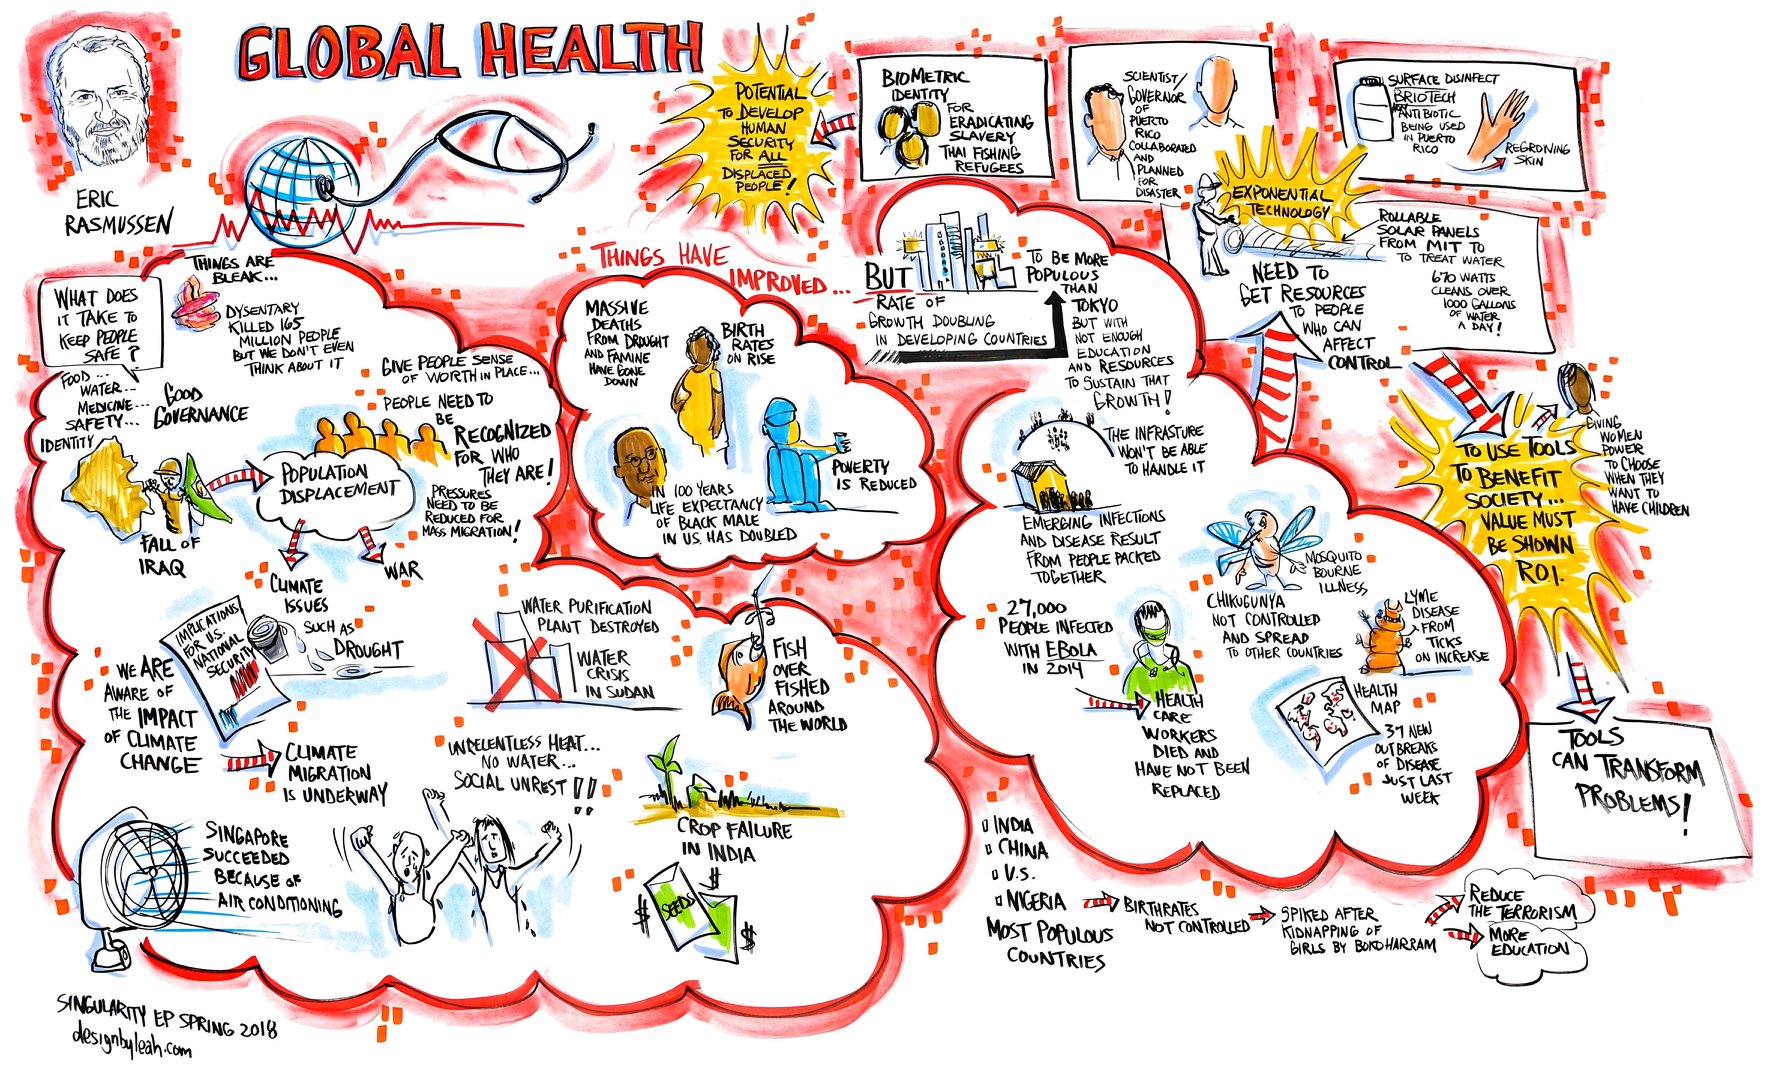 GLOBAL HEALTH
ERIC
RASMUSSEN
POTENTIAL
TO DEVELOP
HUMAN
SECURITY
FOR ALL
DISPLACED
PEOPLE!
BIOMETRIC
IDENTITY
FOR
ERADICATING
SLAVERY
THAI FISHING
REFUGEES
SCIENTIST/
GOVERNOR
OF
PUERTO
RICO
COLLABORATED
AND
PLANNED
FOR
DISASTER
SURFACE DISINFECT
BRIOTECH
ANTIBIOTIC
BEING USED
IN PUERTO
RICO
REGROWING
SKIN
EXPONENTIAL
TECHNOLOGY
ROLLABLE
SOLAR PANELS
FROM MIT TO
TO TREAT WATER
670 WATTS
CLEANS OVER
1000 GALLONS
OF WATER
A DAY!
NEED TO
GET RESOURCES
TO PEOPLE
WHO CAN
AFFECT
CONTROL
THINGS ARE
BLEAK...
WHAT DOES
IT TAKE TO
KEEP PEOPLE
SAFE?
FOOD...
WATER...
MEDICINE...
SAFETY...
IDENTITY
GOOD
GOVERNANCE
DYSENTARY
KILLED 165
MILLION PEOPLE
BUT WE DON'T EVEN
THINK ABOUT IT
GIVE PEOPLE SENSE
OF WORTH IN PLACE...
PEOPLE NEED TO
BE
RECOGNIZED
FOR WHO
THEY ARE!
PRESSURES
NEED TO BE
REDUCED FOR
MASS MIGRATION!
POPULATION
DISPLACEMENT
FALL OF
IRAQ
WAR
CLIMATE
ISSUES
SUCH AS
DROUGHT
IMPLICATIONS
FOR U.S.
NATIONAL
SECURITY
WE ARE
AWARE OF
THE IMPACT
OF CLIMATE
CHANGE
CLIMATE
MIGRATION
IS UNDERWAY
SINGAPORE
SUCCEEDED
BECAUSE OF
AIR CONDITIONING
WATER PURIFICATION
PLANT DESTROYED
WATER
CRISIS
IN SUDAN
UNRELENTLESS HEAT...
NO WATER...
SOCIAL UNREST!!
FISH
OVER
FISHED
AROUND
THE WORLD
CROP FAILURE
IN INDIA
SEEDS
$
$
$
THINGS HAVE
IMPROVED...
MASSIVE
DEATHS
FROM DROUGHT
AND FAMINE
HAVE GONE
DOWN
BIRTH
RATES
ON RISE
POVERTY
IS REDUCED
IN 100 YEARS
LIFE EXPECTANCY
OF BLACK MALE
IN U.S. HAS DOUBLED
BUT
RATE OF
GROWTH DOUBLING
IN DEVELOPING COUNTRIES
TO BE MORE
POPULOUS
THAN
TOKYO
BUT WITH
NOT ENOUGH
EDUCATION
AND RESOURCES
TO SUSTAIN THAT
GROWTH!
THE INFRASTURE
WON'T BE ABLE
TO HANDLE IT
EMERGING INFECTIONS
AND DISEASE RESULT
FROM PEOPLE PACKED
TOGETHER
MOSQUITO
BOURNE
ILLNESS
CHIKUGUNYA
NOT CONTROLLED
AND SPREAD
TO OTHER COUNTRIES
LYME
DISEASE
FROM
TICKS
ON INCREASE
27,000
PEOPLE INFECTED
WITH EBOLA
IN 2014
HEALTH
CARE
WORKERS
DIED AND
HAVE NOT BEEN
REPLACED
HEALTH
MAP
37 NEW
OUTBREAKS
OF DISEASE
JUST LAST
WEEK
INDIA
CHINA
U.S.
NIGERIA
MOST POPULOUS
COUNTRIES
BIRTHRATES
NOT CONTROLLED
SPIKED AFTER
KIDNAPPING OF
GIRLS BY BOKO HARRAM
REDUCE
THE TERRORISM
MORE
EDUCATION
TO USE TOOLS
TO BENEFIT
SOCIETY...
VALUE MUST
BE SHOWN
ROI.
GIVING
WOMEN
POWER
TO CHOOSE
WHEN THEY
WANT TO
HAVE CHILDREN
TOOLS
CAN TRANSFORM
PROBLEMS!
SINGULARITY EP SPRING 2018
designbyleah.com